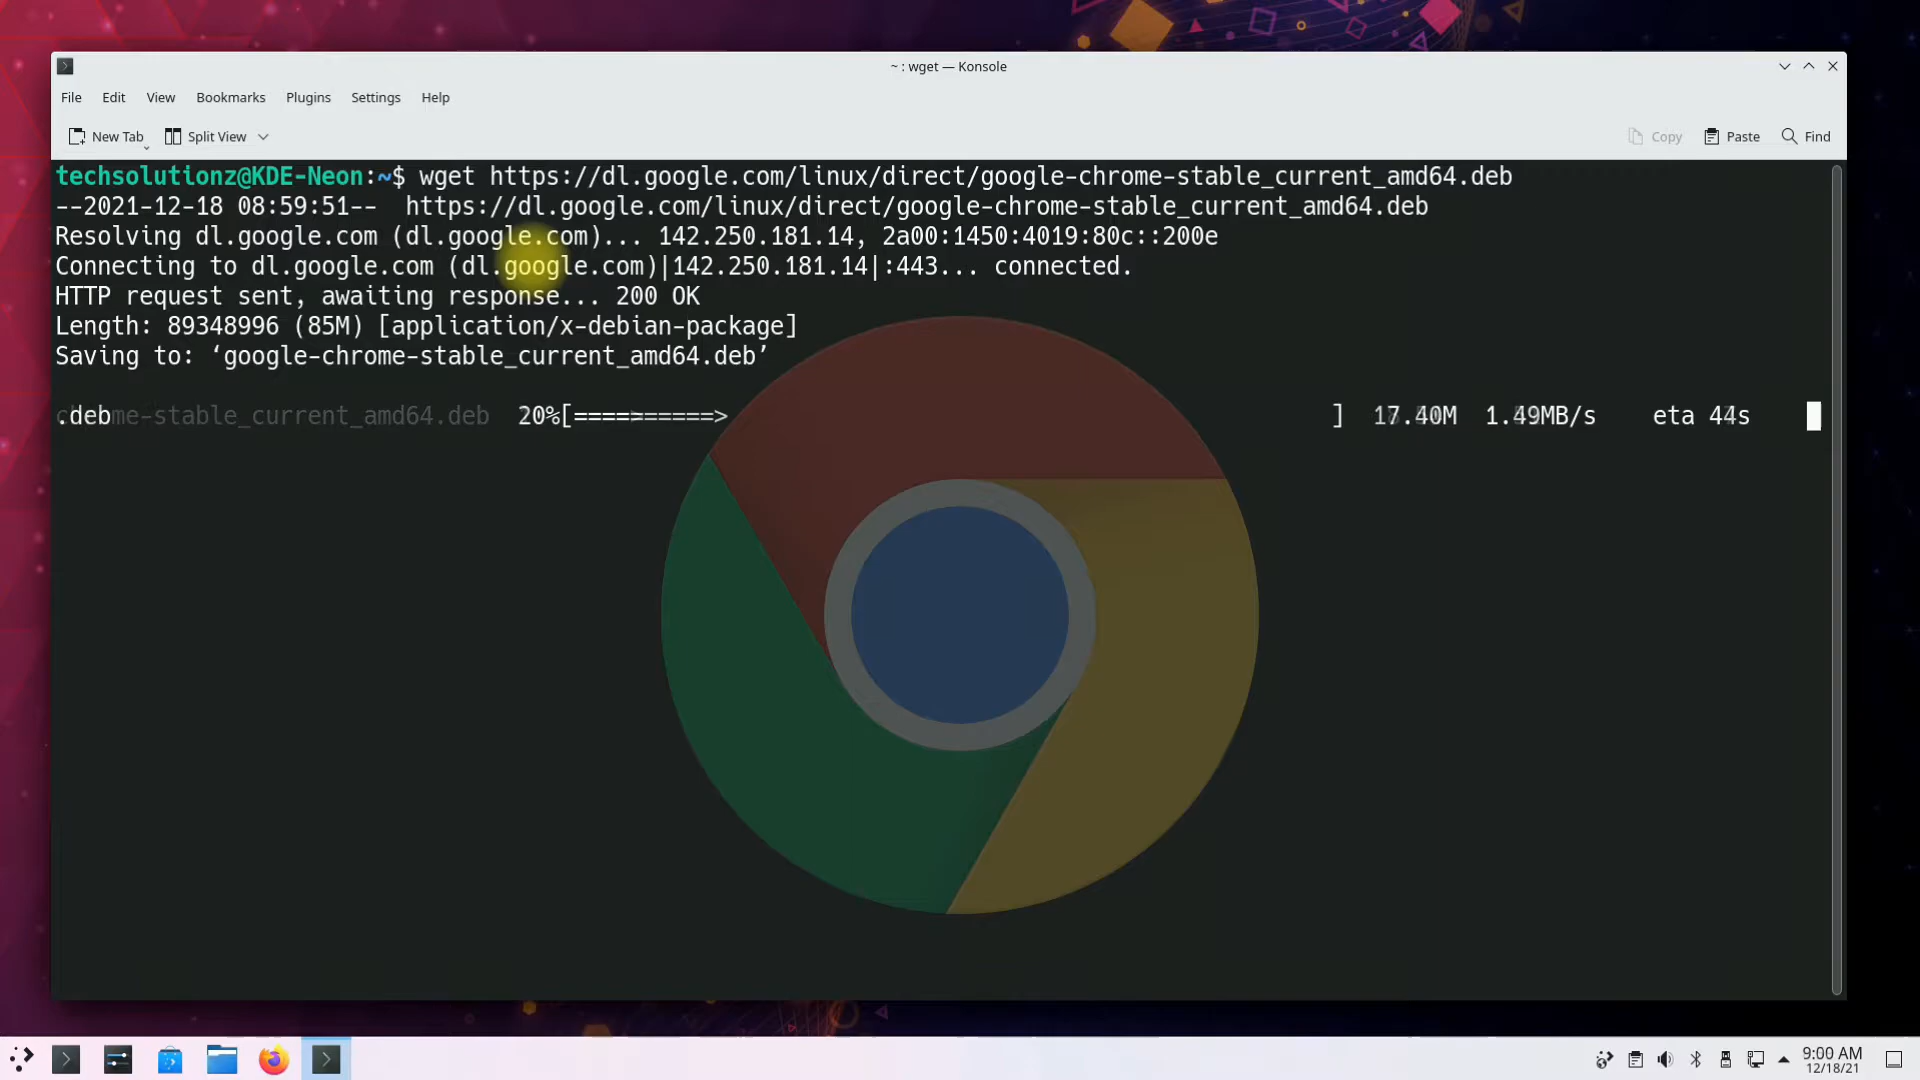 ~ : wget — Konsole
File Edit View Bookmarks Plugins Settings Help
New Tab Split View Copy Paste Find
techsolutionz@KDE-Neon:~$ wget https://dl.google.com/linux/direct/google-chrome-stable_current_amd64.deb
--2021-12-18 08:59:51-- https://dl.google.com/linux/direct/google-chrome-stable_current_amd64.deb
Resolving dl.google.com (dl.google.com)... 142.250.181.14, 2a00:1450:4019:80c::200e
Connecting to dl.google.com (dl.google.com)|142.250.181.14|:443... connected.
HTTP request sent, awaiting response... 200 OK
Length: 89348996 (85M) [application/x-debian-package]
Saving to: ‘google-chrome-stable_current_amd64.deb’
.deb me-stable_current_amd64.deb 20%[==========> ] eta
9:00 AM
12/18/21